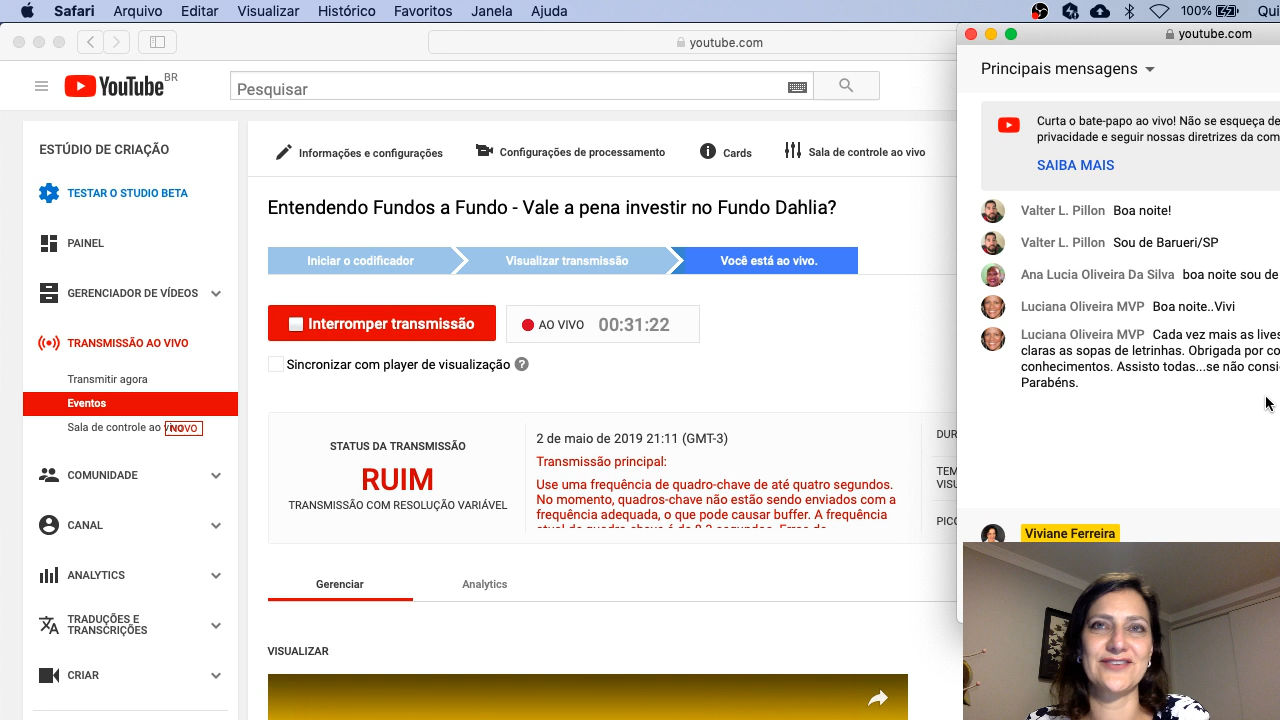 Safari Arquivo Editar Visualizar Histórico Favoritos Janela Ajuda 100% Qui
youtube.com
youtube.com
YouTube BR
Pesquisar
ESTÚDIO DE CRIAÇÃO
TESTAR O STUDIO BETA
PAINEL
GERENCIADOR DE VÍDEOS
TRANSMISSÃO AO VIVO
Transmitir agora
Eventos
Sala de controle ao vivo NOVO
COMUNIDADE
CANAL
ANALYTICS
TRADUÇÕES E
TRANSCRIÇÕES
CRIAR
Informações e configurações Configurações de processamento Cards Sala de controle ao vivo
Entendendo Fundos a Fundo - Vale a pena investir no Fundo Dahlia?
Iniciar o codificador Visualizar transmissão Você está ao vivo.
Interromper transmissão AO VIVO 00:31:22
Sincronizar com player de visualização ?
STATUS DA TRANSMISSÃO
RUIM
TRANSMISSÃO COM RESOLUÇÃO VARIÁVEL
2 de maio de 2019 21:11 (GMT-3)
Transmissão principal:
Use uma frequência de quadro-chave de até quatro segundos.
No momento, quadros-chave não estão sendo enviados com a
frequência adequada, o que pode causar buffer. A frequência
DUR
TEM
VISU
PICO
Gerenciar Analytics
VISUALIZAR
Principais mensagens
Curta o bate-papo ao vivo! Não se esqueça de
privacidade e seguir nossas diretrizes da com
SAIBA MAIS
Valter L. Pillon Boa noite!
Valter L. Pillon Sou de Barueri/SP
Ana Lucia Oliveira Da Silva boa noite sou de
Luciana Oliveira MVP Boa noite..Vivi
Luciana Oliveira MVP Cada vez mais as lives
claras as sopas de letrinhas. Obrigada por co
conhecimentos. Assisto todas...se não consi
Parabéns.
Viviane Ferreira